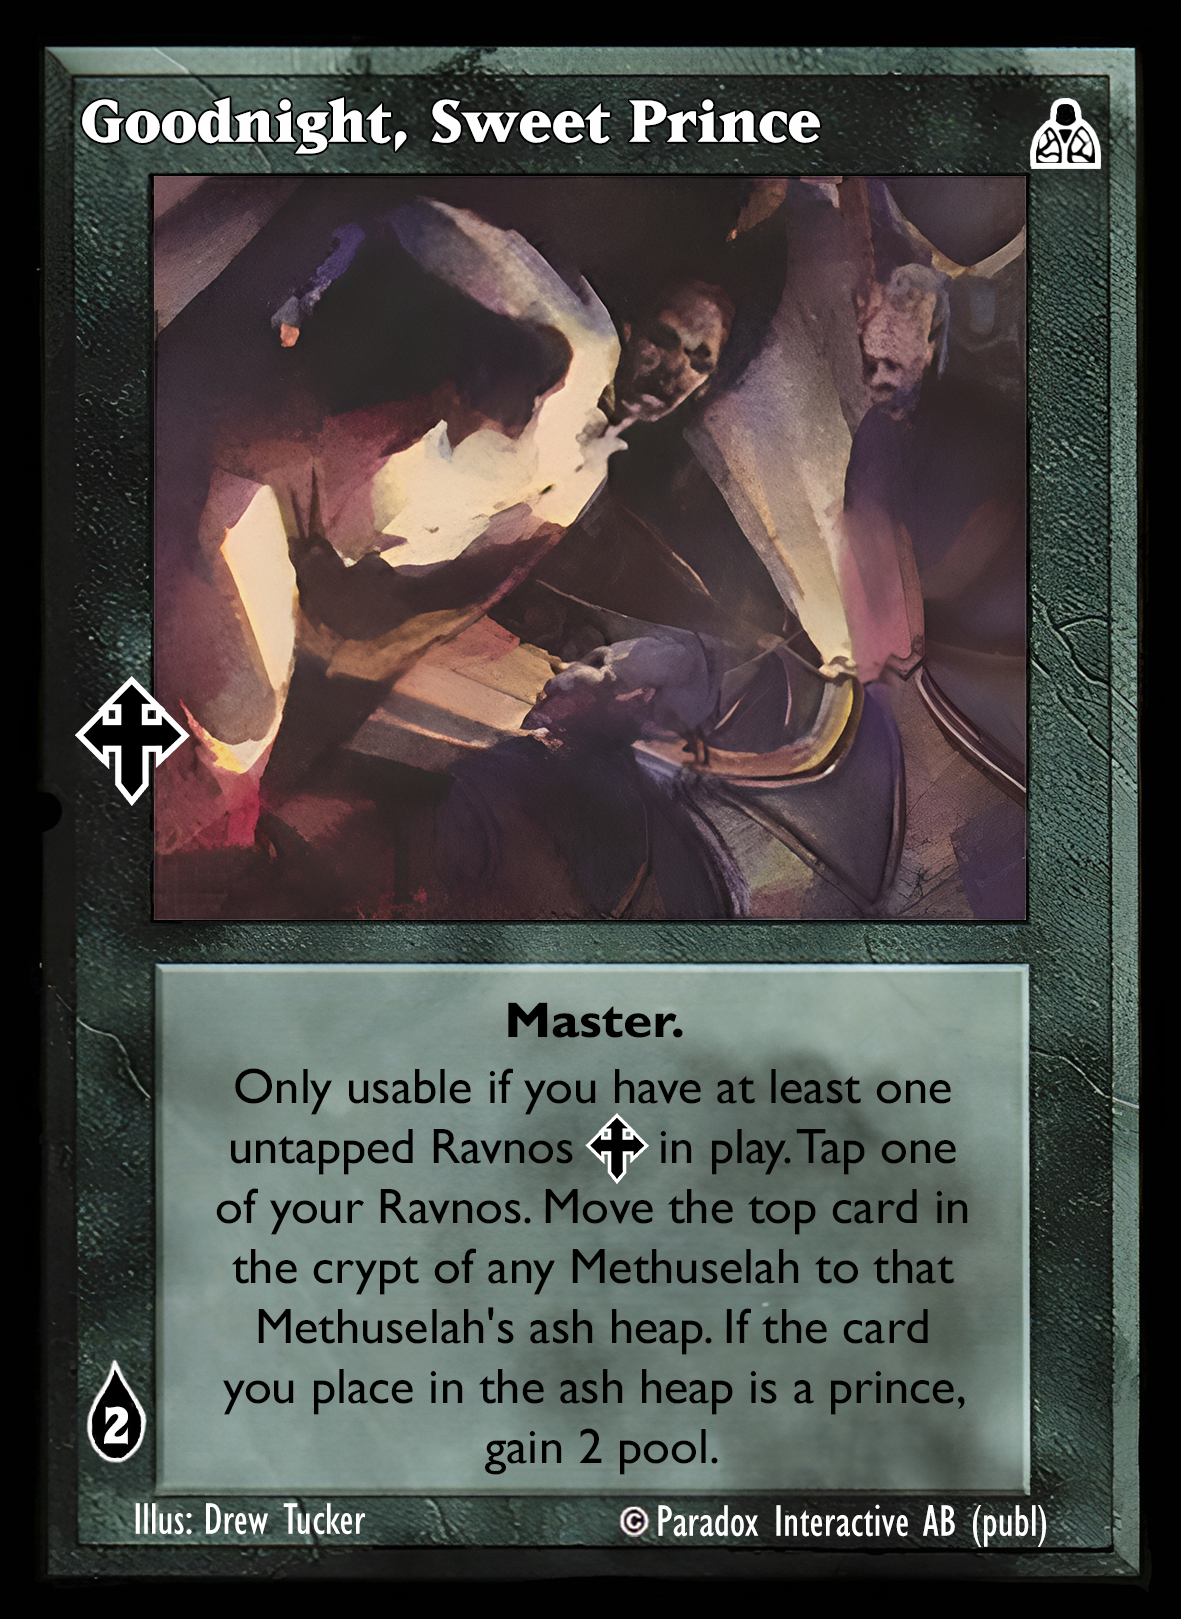 Goodnight, Sweet Prince
Master.
Only usable if you have at least one
untapped Ravnos in play. Tap one
of your Ravnos. Move the top card in
the crypt of any Methuselah to that
Methuselah's ash heap. If the card
you place in the ash heap is a prince,
gain 2 pool.
2
Illus: Drew Tucker
© Paradox Interactive AB (publ)